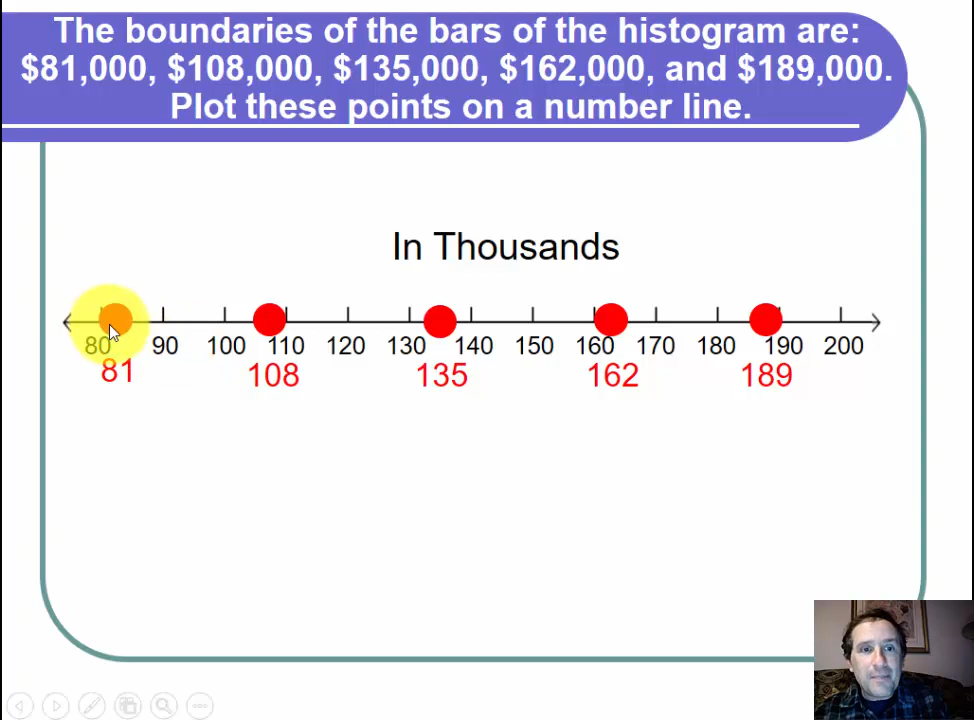 The boundaries of the bars of the histogram are:
$81,000, $108,000, $135,000, $162,000, and $189,000.
Plot these points on a number line.
In Thousands
80 90 100 110 120 130 140 150 160 170 180 190 200
81 108 135 162 189